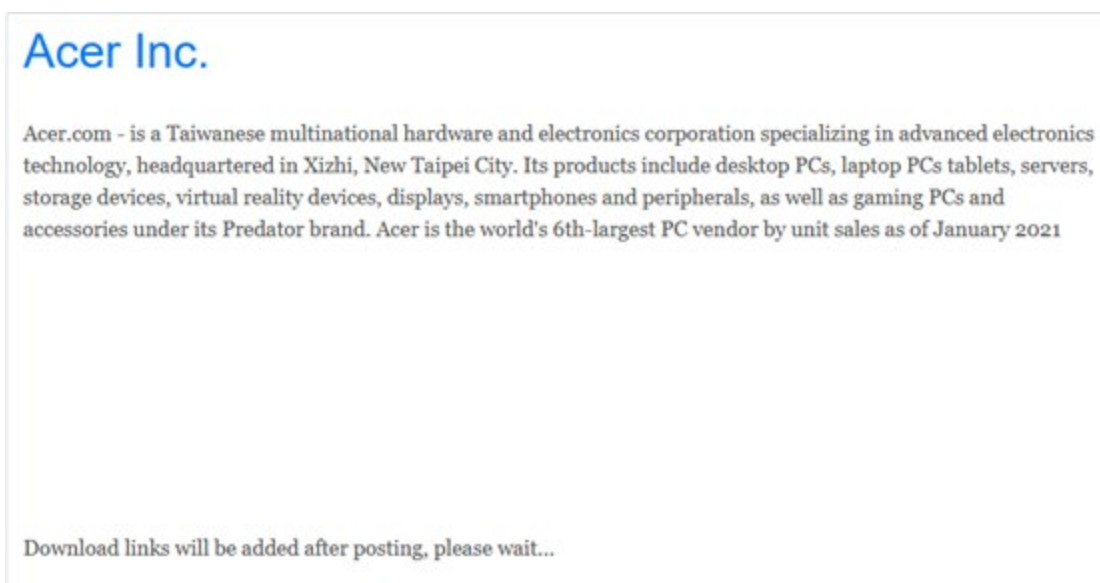 Acer Inc.
Acer.com - is a Taiwanese multinational hardware and electronics corporation specializing in advanced electronics
technology, headquartered in Xizhi, New Taipei City. Its products include desktop PCs, laptop PCs tablets, servers,
storage devices, virtual reality devices, displays, smartphones and peripherals, as well as gaming PCs and
accessories under its Predator brand. Acer is the world's 6th-largest PC vendor by unit sales as of January 2021
Download links will be added after posting, please wait...